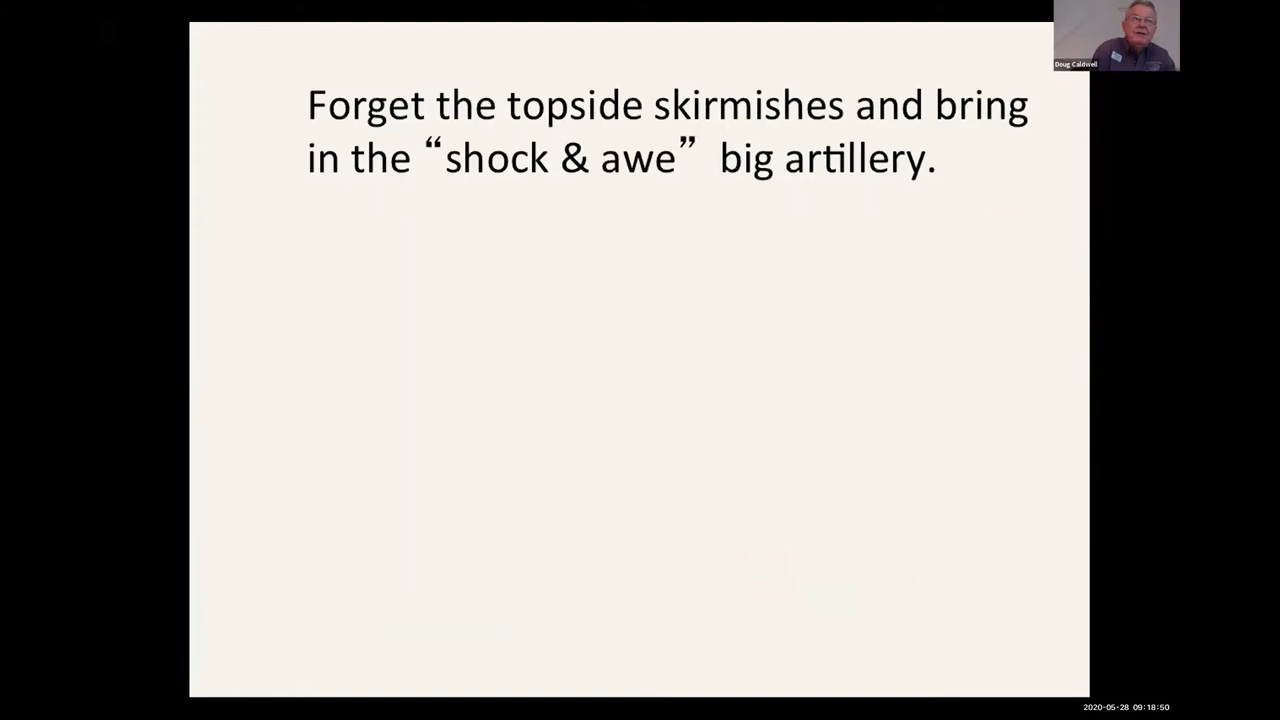 Doug Caldwell
Forget the topside skirmishes and bring
in the “shock & awe” big artillery.
2020-05-28 09:18:50